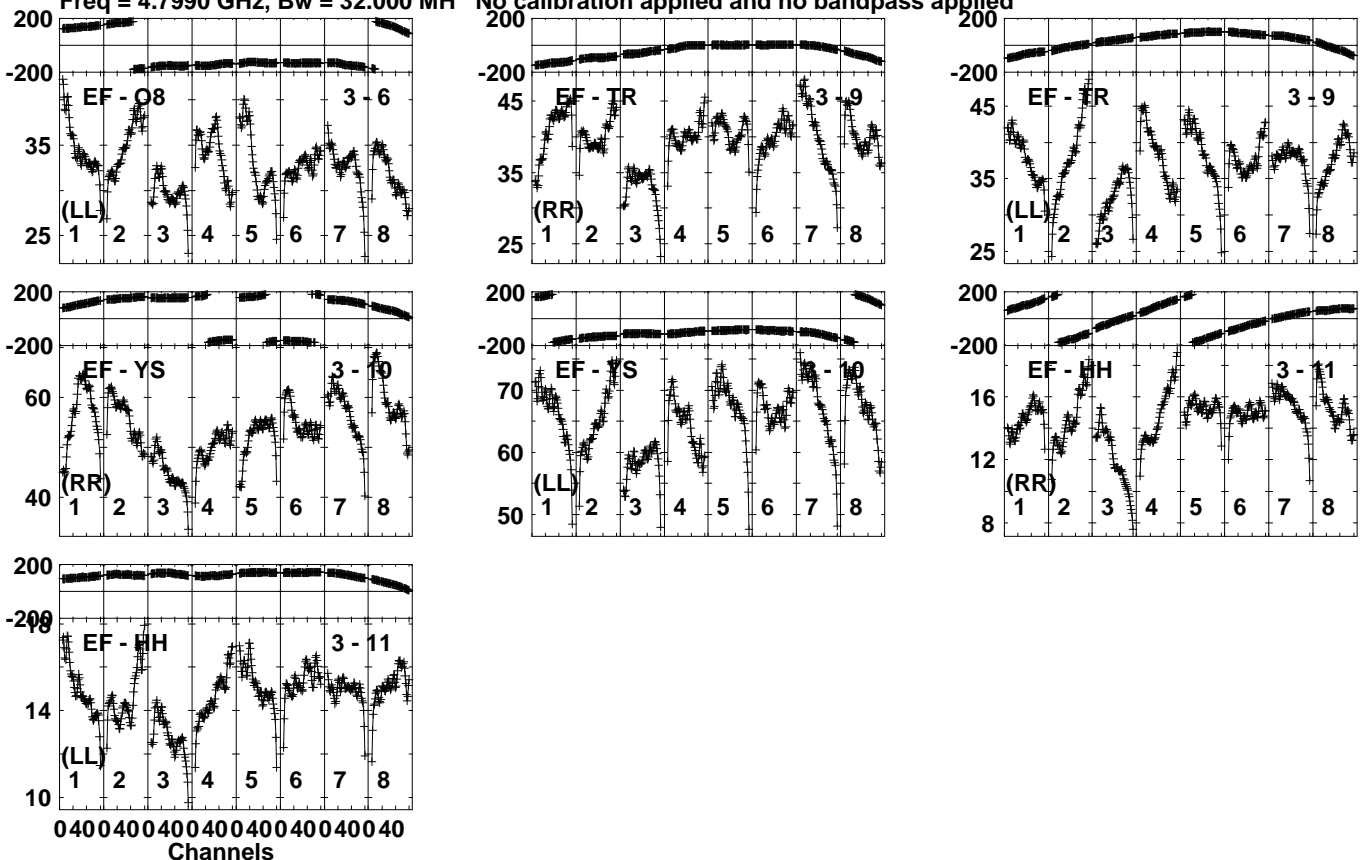 Freq = 4.7990 GHz, Bw = 32.000 MH No calibration applied and no bandpass applied
200
-200
EF - O8 3 - 6
35
25
(LL)
1 2 3 4 5 6 7 8
200
-200
EF - TR 3 - 9
45
35
25
(RR)
1 2 3 4 5 6 7 8
200
-200
EF - TR 3 - 9
45
35
25
(LL)
1 2 3 4 5 6 7 8
200
-200
EF - YS 3 - 10
60
40
(RR)
1 2 3 4 5 6 7 8
200
-200
EF - YS 3 - 10
70
60
50
(LL)
1 2 3 4 5 6 7 8
200
-200
EF - HH 3 - 11
16
12
8
(RR)
1 2 3 4 5 6 7 8
200
-200
18
EF - HH 3 - 11
14
10
(LL)
1 2 3 4 5 6 7 8
0 40 0 40 0 40 0 40 0 40 0 40 0 40 0 40
Channels